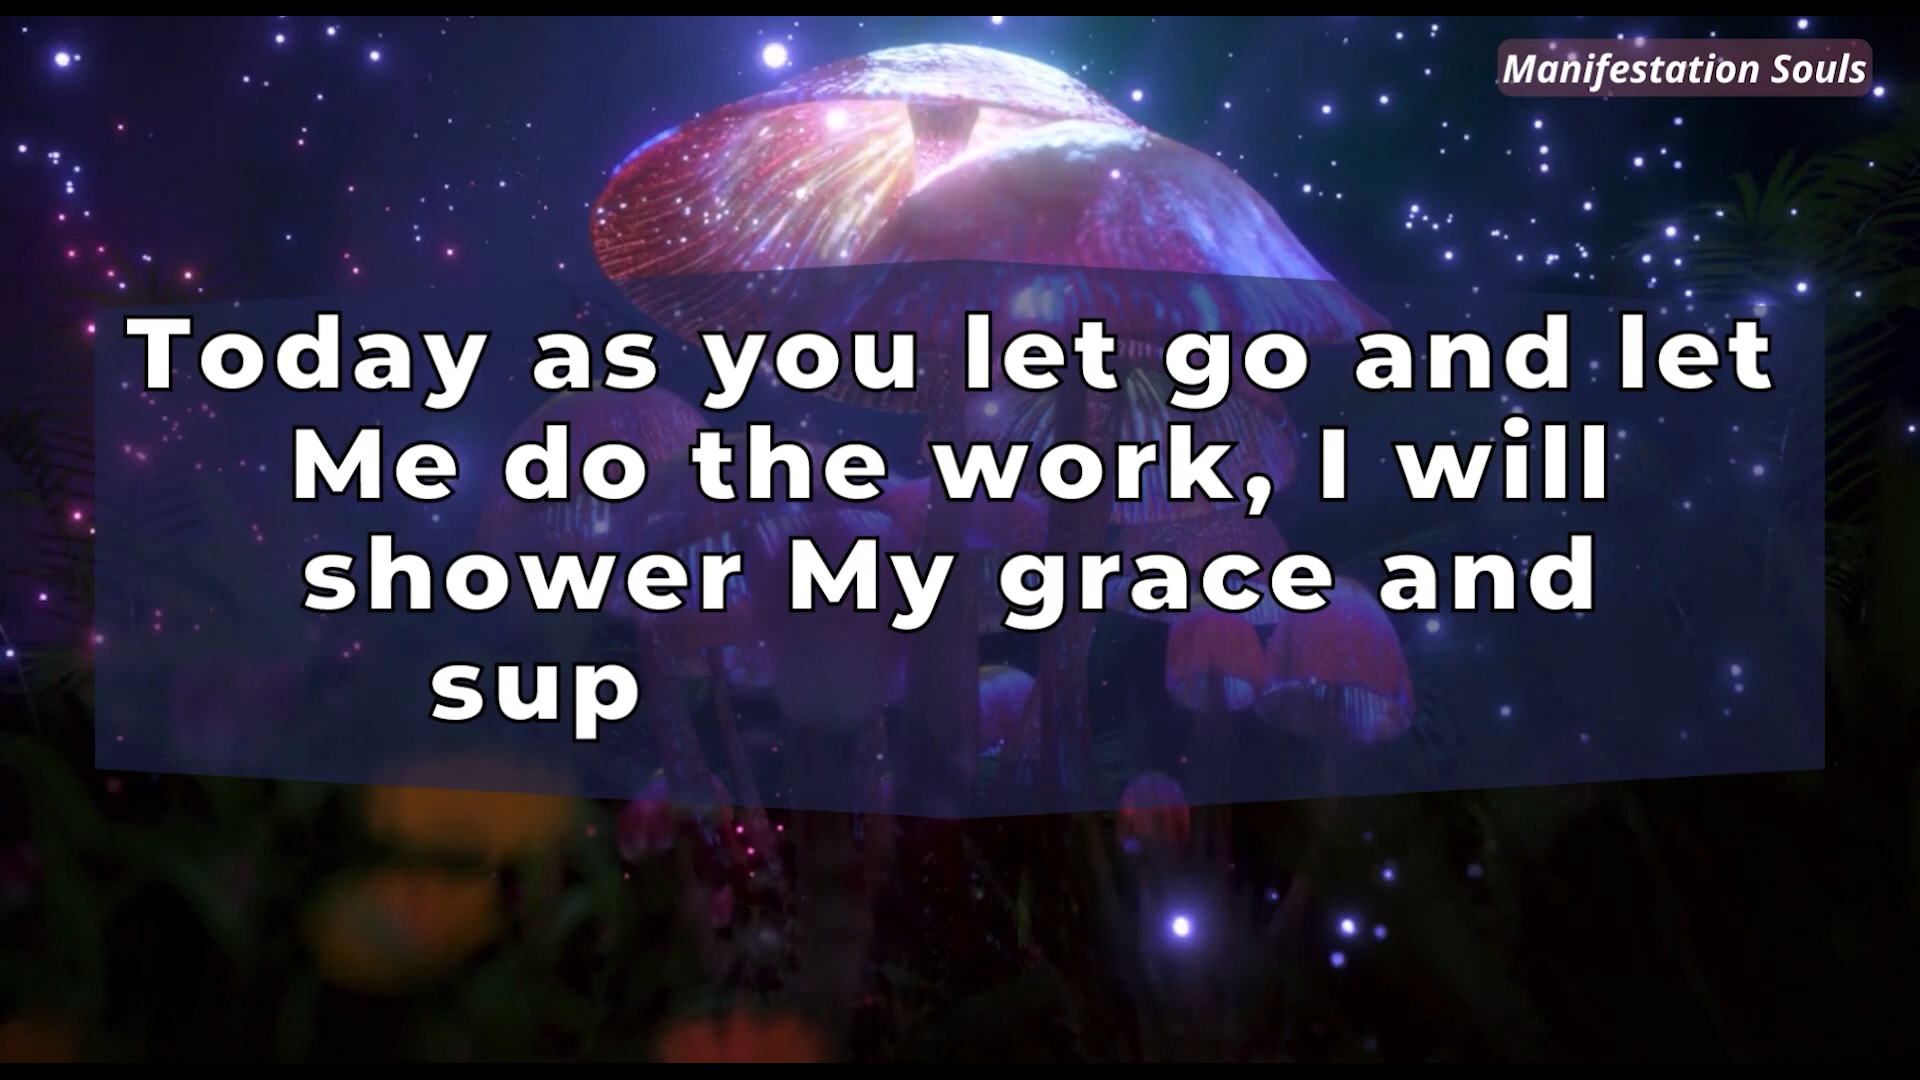 Manifestation Souls
Today as you let go and let
Me do the work, I will
shower My grace and
sup